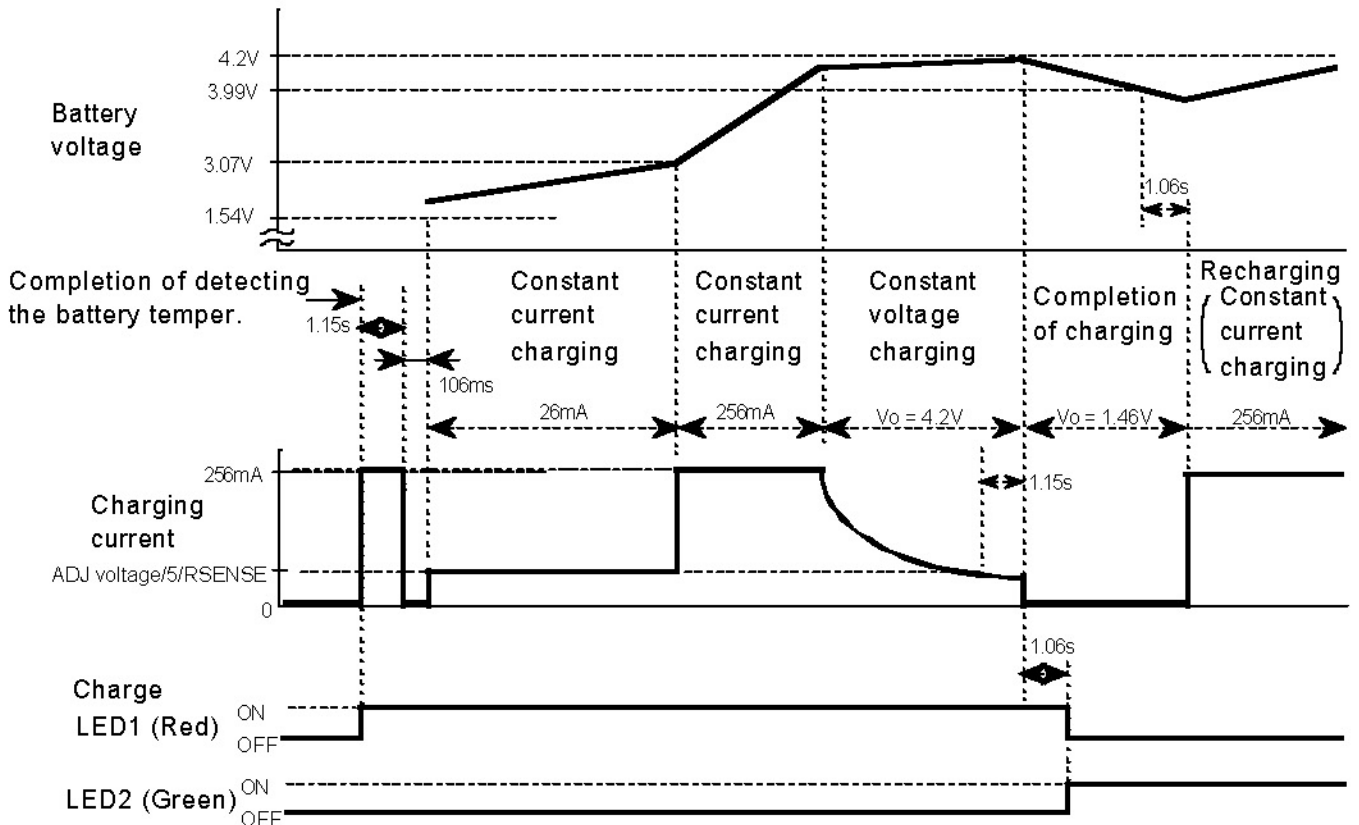 4.2V
3.99V
Battery
voltage
3.07V
1.06s
1.54V
Completion of detecting
the battery temper.
1.15s
106ms
Constant
current
charging
26mA
Constant
current
charging
256mA
Constant
voltage
charging
Vo = 4.2V
Completion
of charging
Vo = 1.46V
Recharging
(Constant
current
charging)
256mA
256mA
Charging
current
1.15s
ADJ voltage/5/RSENSE
0
1.06s
Charge
LED1 (Red)
ON
OFF
LED2 (Green)
ON
OFF